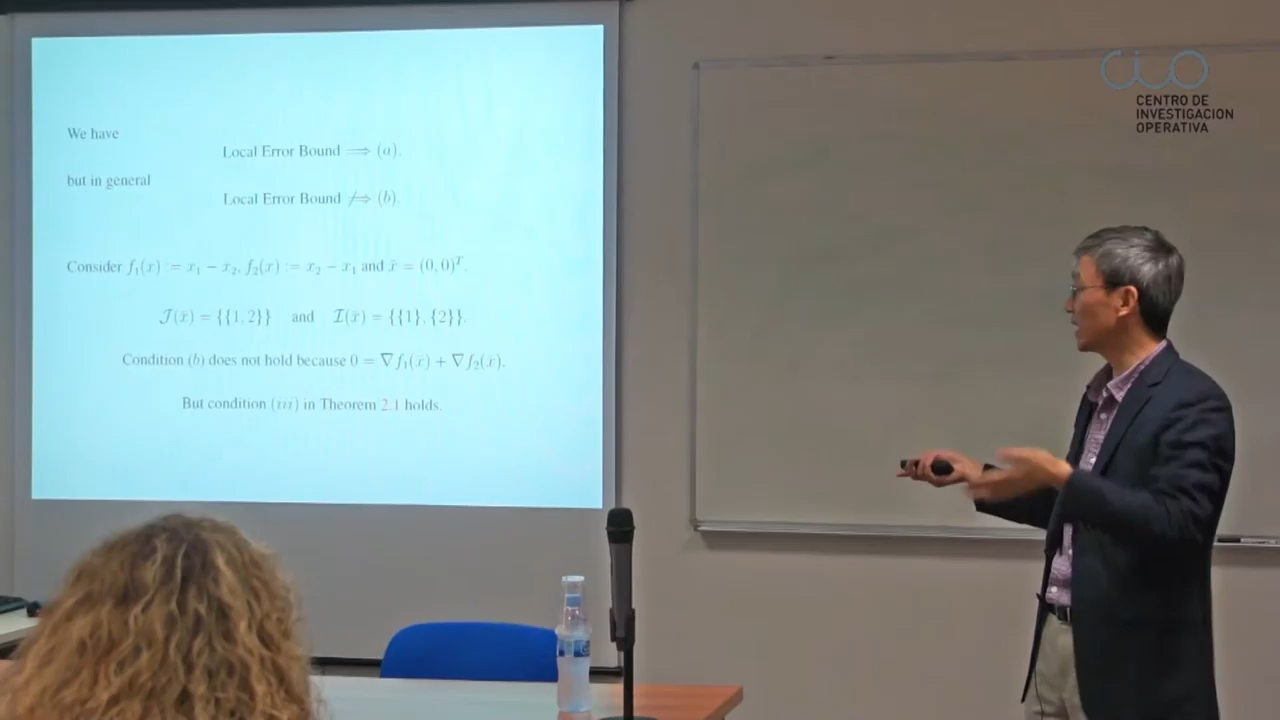 We have
Local Error Bound ⟹ (a),
but in general
Local Error Bound ⇏ (b).
Consider f₁(x) := x₁ − x₂, f₂(x) := x₂ − x₁ and x̄ = (0, 0)ᵀ.
𝒥(x̄) = {{1, 2}} and ℐ(x̄) = {{1}, {2}}.
Condition (b) does not hold because 0 = ∇f₁(x̄) + ∇f₂(x̄).
But condition (iii) in Theorem 2.1 holds.
CIO
CENTRO DE
INVESTIGACION
OPERATIVA